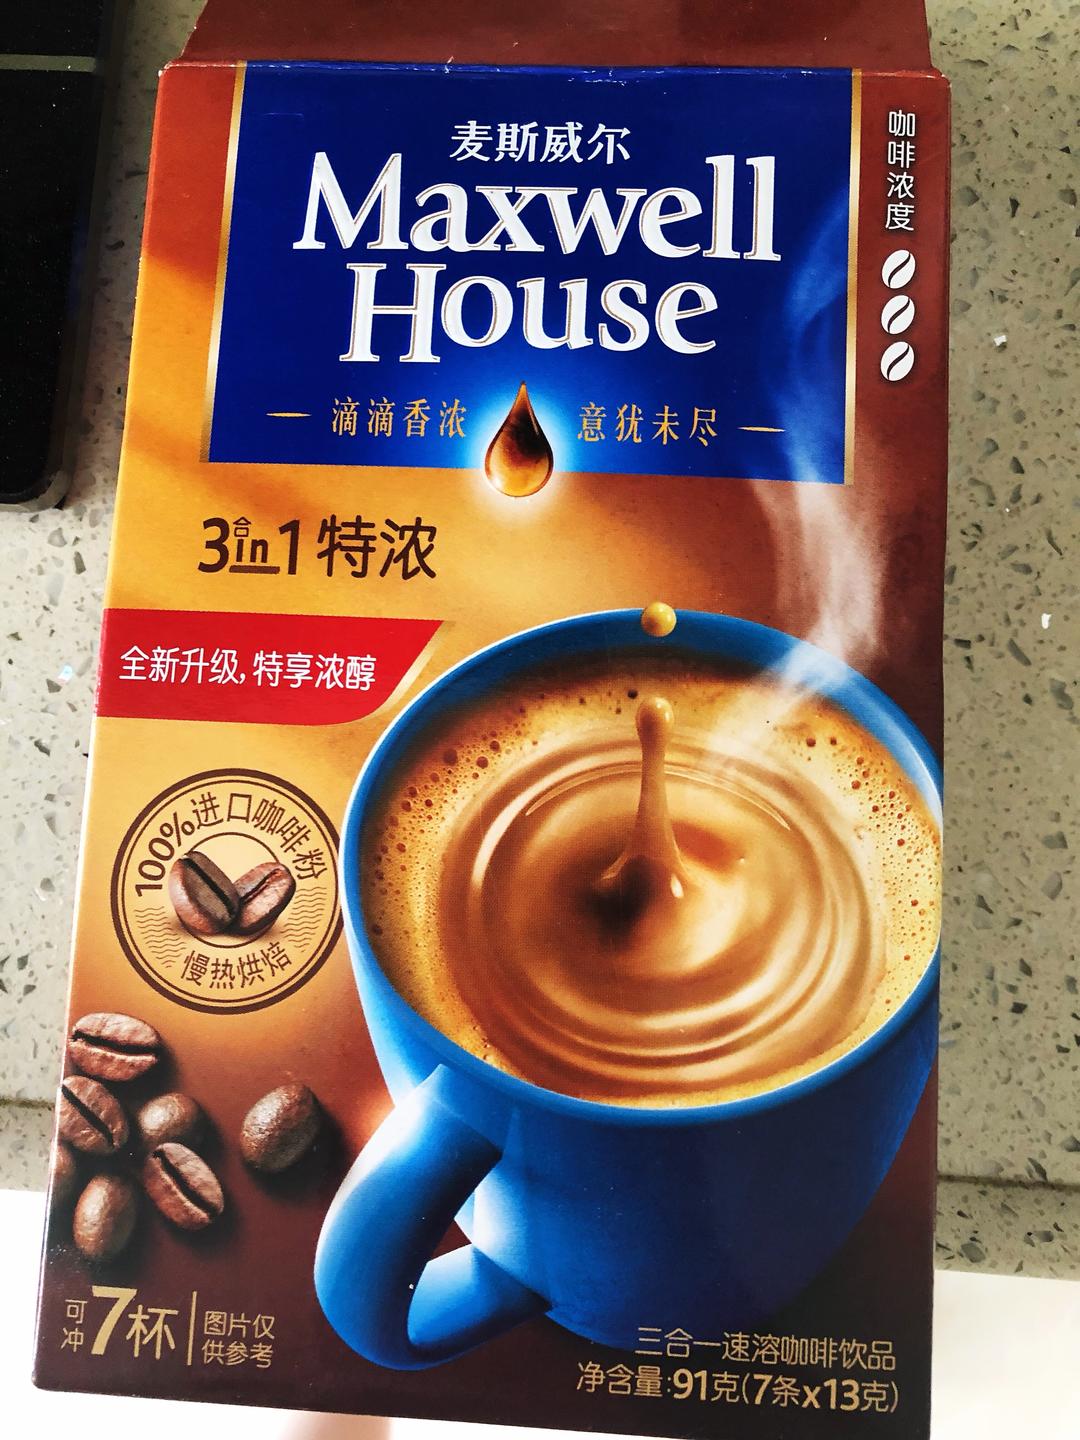 麦斯威尔
Maxwell
House
滴滴香浓 意犹未尽
咖啡浓度
3合in1 特浓
全新升级,特享浓醇
100%进口咖啡粉
慢热烘焙
可冲7杯
图片仅
供参考
三合一速溶咖啡饮品
净含量:91克(7条x13克)